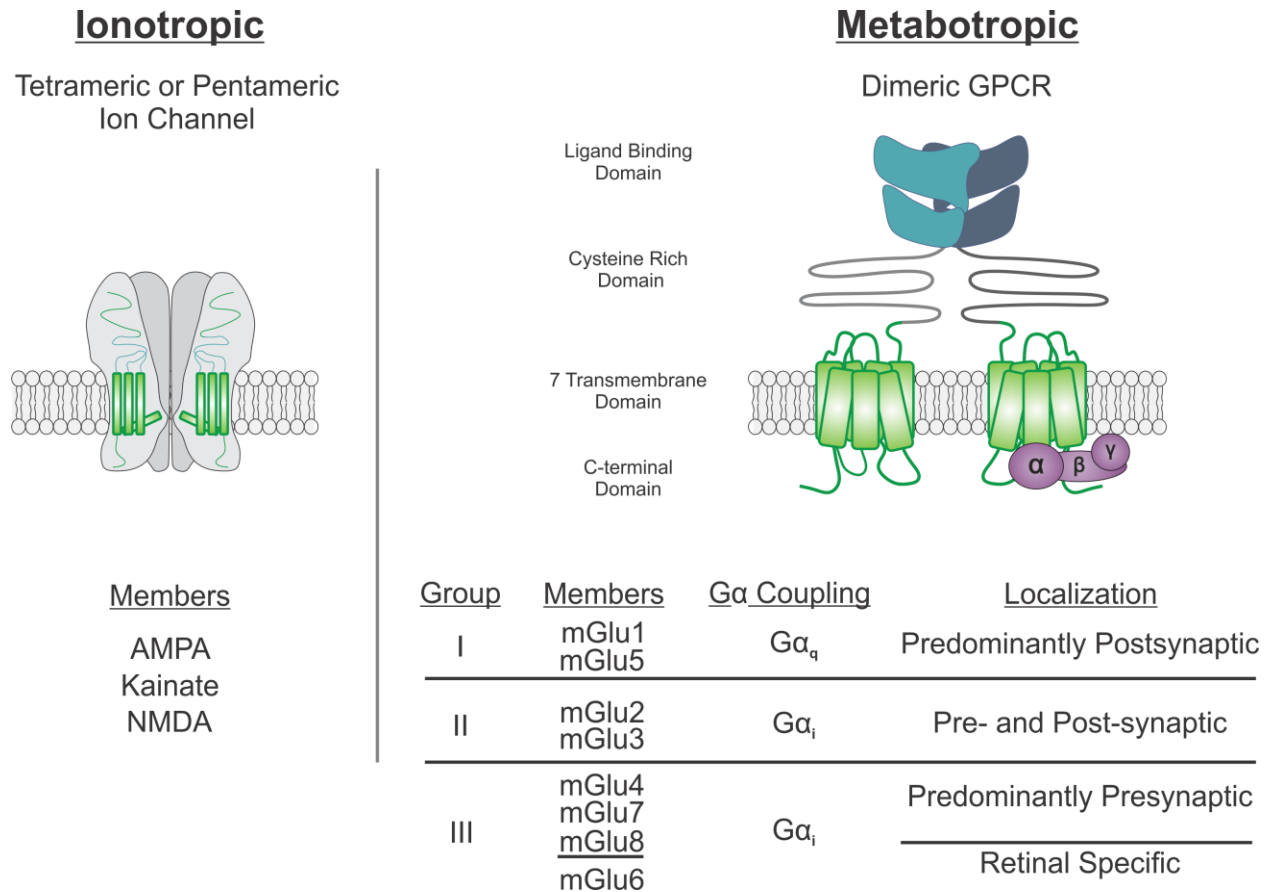 Ionotropic
Tetrameric or Pentameric
Ion Channel
Members
AMPA
Kainate
NMDA
Metabotropic
Dimeric GPCR
Ligand Binding
Domain
Cysteine Rich
Domain
7 Transmembrane
Domain
C-terminal
Domain
α
β
γ
Group
Members
Gα Coupling
Localization
I
mGlu1
mGlu5
Gαq
Predominantly Postsynaptic
II
mGlu2
mGlu3
Gαi
Pre- and Post-synaptic
III
mGlu4
mGlu7
mGlu8
mGlu6
Gαi
Predominantly Presynaptic
Retinal Specific